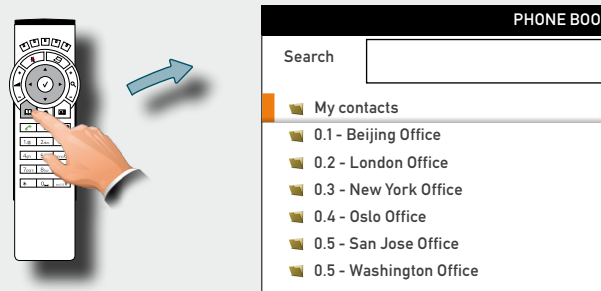 PHONE BOO
Search
My contacts
0.1 - Beijing Office
0.2 - London Office
0.3 - New York Office
0.4 - Oslo Office
0.5 - San Jose Office
0.5 - Washington Office